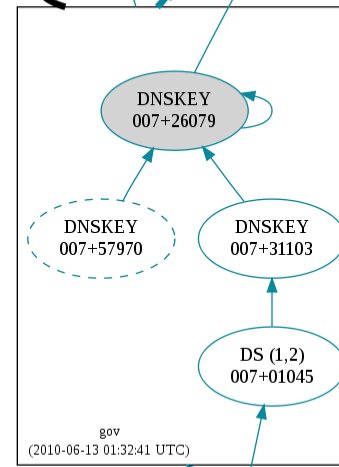 DNSKEY
007+26079
DNSKEY
007+57970
DNSKEY
007+31103
DS (1,2)
007+01045
gov
(2010-06-13 01:32:41 UTC)